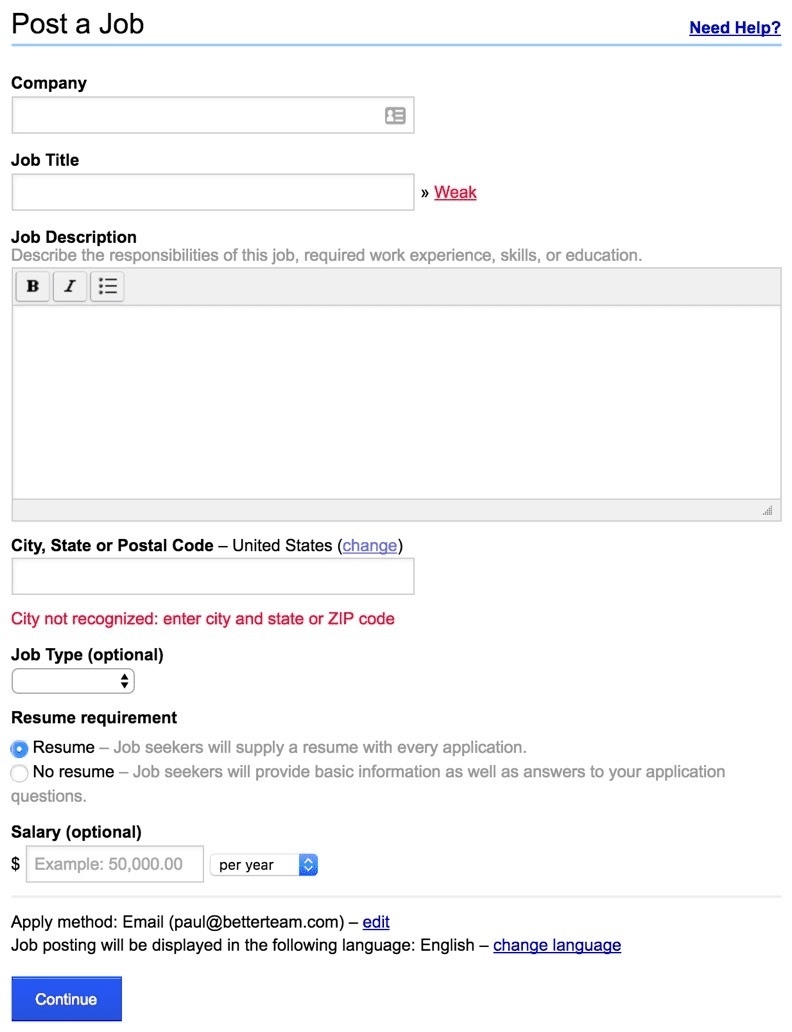 Post a Job
Need Help?
Company
Job Title
» Weak
Job Description
Describe the responsibilities of this job, required work experience, skills, or education.
B I
City, State or Postal Code – United States (change)
City not recognized: enter city and state or ZIP code
Job Type (optional)
Resume requirement
Resume – Job seekers will supply a resume with every application.
No resume – Job seekers will provide basic information as well as answers to your application
questions.
Salary (optional)
$ Example: 50,000.00 per year
Apply method: Email (paul@betterteam.com) – edit
Job posting will be displayed in the following language: English – change language
Continue